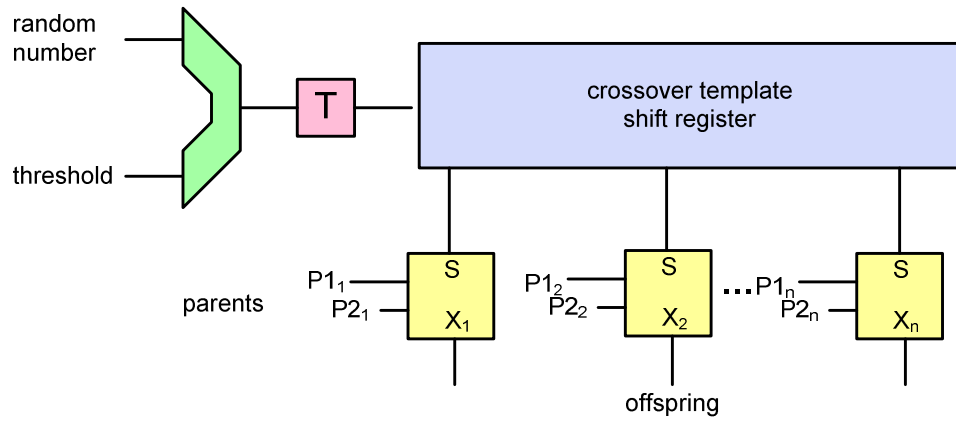 random
number
T
crossover template
shift register
threshold
parents
P1₁
P2₁
S
X₁
P1₂
P2₂
S
X₂
...P1ₙ
P2ₙ
S
Xₙ
offspring